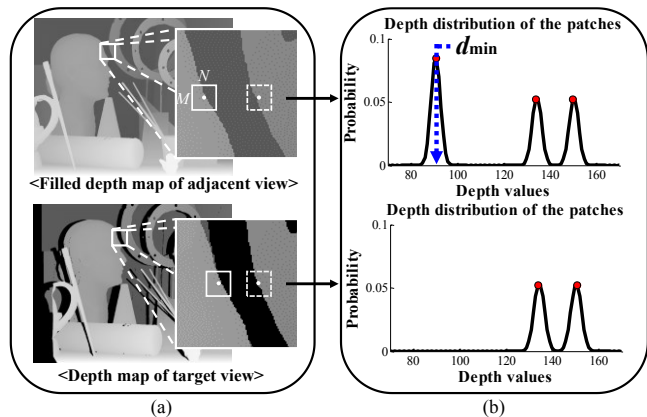 N
M
<Filled depth map of adjacent view>
<Depth map of target view>
(a)
Depth distribution of the patches
0.1
0.05
0
Probability
dmin
80 100 120 140 160
Depth values
Depth distribution of the patches
0.1
0.05
0
Probability
80 100 120 140 160
Depth values
(b)